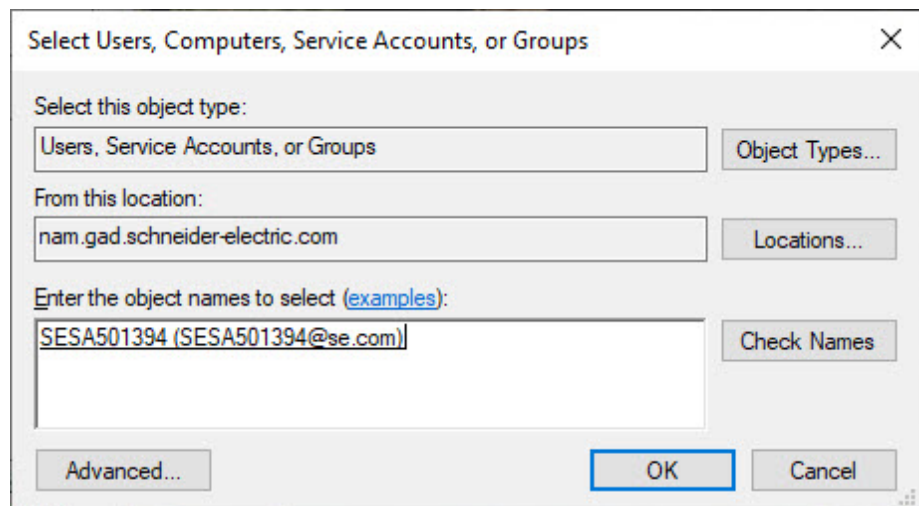 Select Users, Computers, Service Accounts, or Groups
Select this object type:
Users, Service Accounts, or Groups
Object Types...
From this location:
nam.gad.schneider-electric.com
Locations...
Enter the object names to select (examples):
SESA501394 (SESA501394@se.com)
Check Names
Advanced...
OK
Cancel